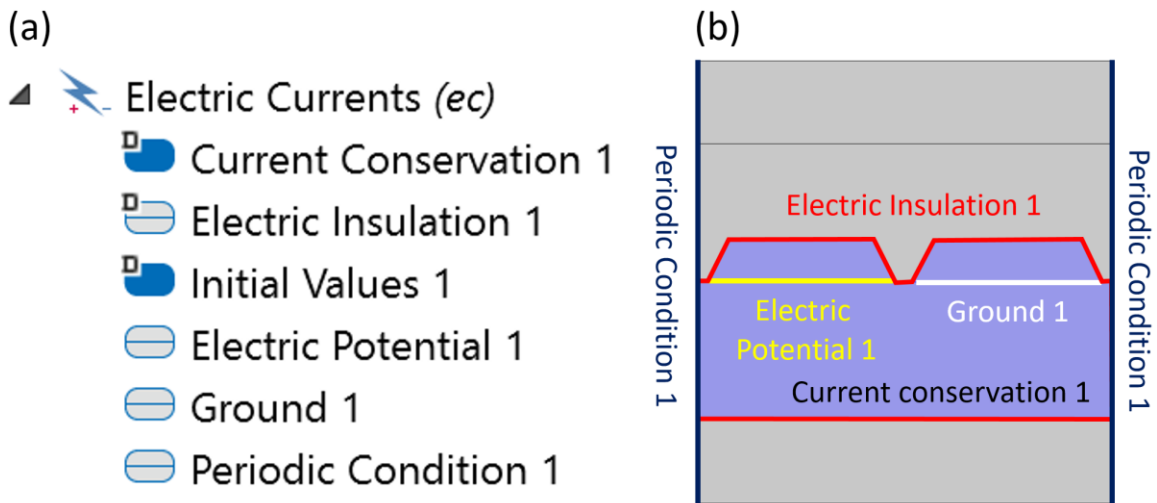 (a)
Electric Currents (ec)
D
Current Conservation 1
D
Electric Insulation 1
D
Initial Values 1
Electric Potential 1
Ground 1
Periodic Condition 1
(b)
Periodic Condition 1
Electric Insulation 1
Electric
Potential 1
Ground 1
Current conservation 1
Periodic Condition 1